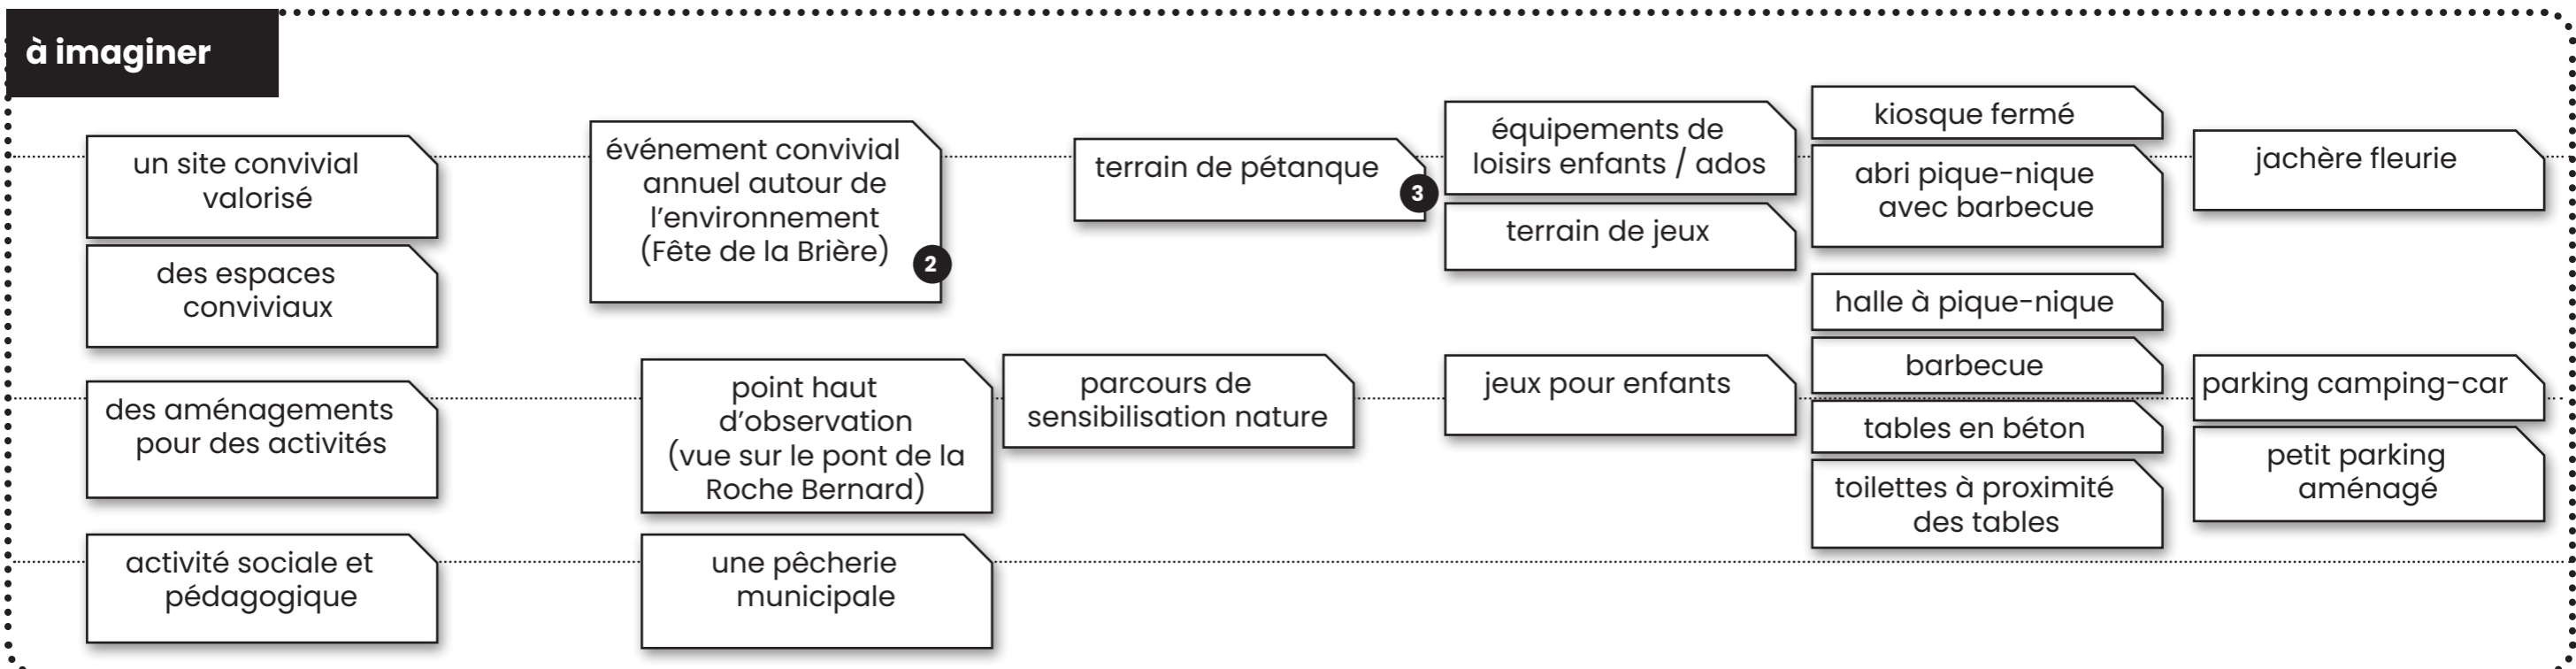 à imaginer
un site convivial
valorisé
des espaces
conviviaux
des aménagements
pour des activités
activité sociale et
pédagogique
événement convivial
annuel autour de
l’environnement
(Fête de la Brière)
2
point haut
d’observation
(vue sur le pont de la
Roche Bernard)
une pêcherie
municipale
terrain de pétanque
3
parcours de
sensibilisation nature
équipements de
loisirs enfants / ados
terrain de jeux
jeux pour enfants
kiosque fermé
abri pique-nique
avec barbecue
halle à pique-nique
barbecue
tables en béton
toilettes à proximité
des tables
jachère fleurie
parking camping-car
petit parking
aménagé